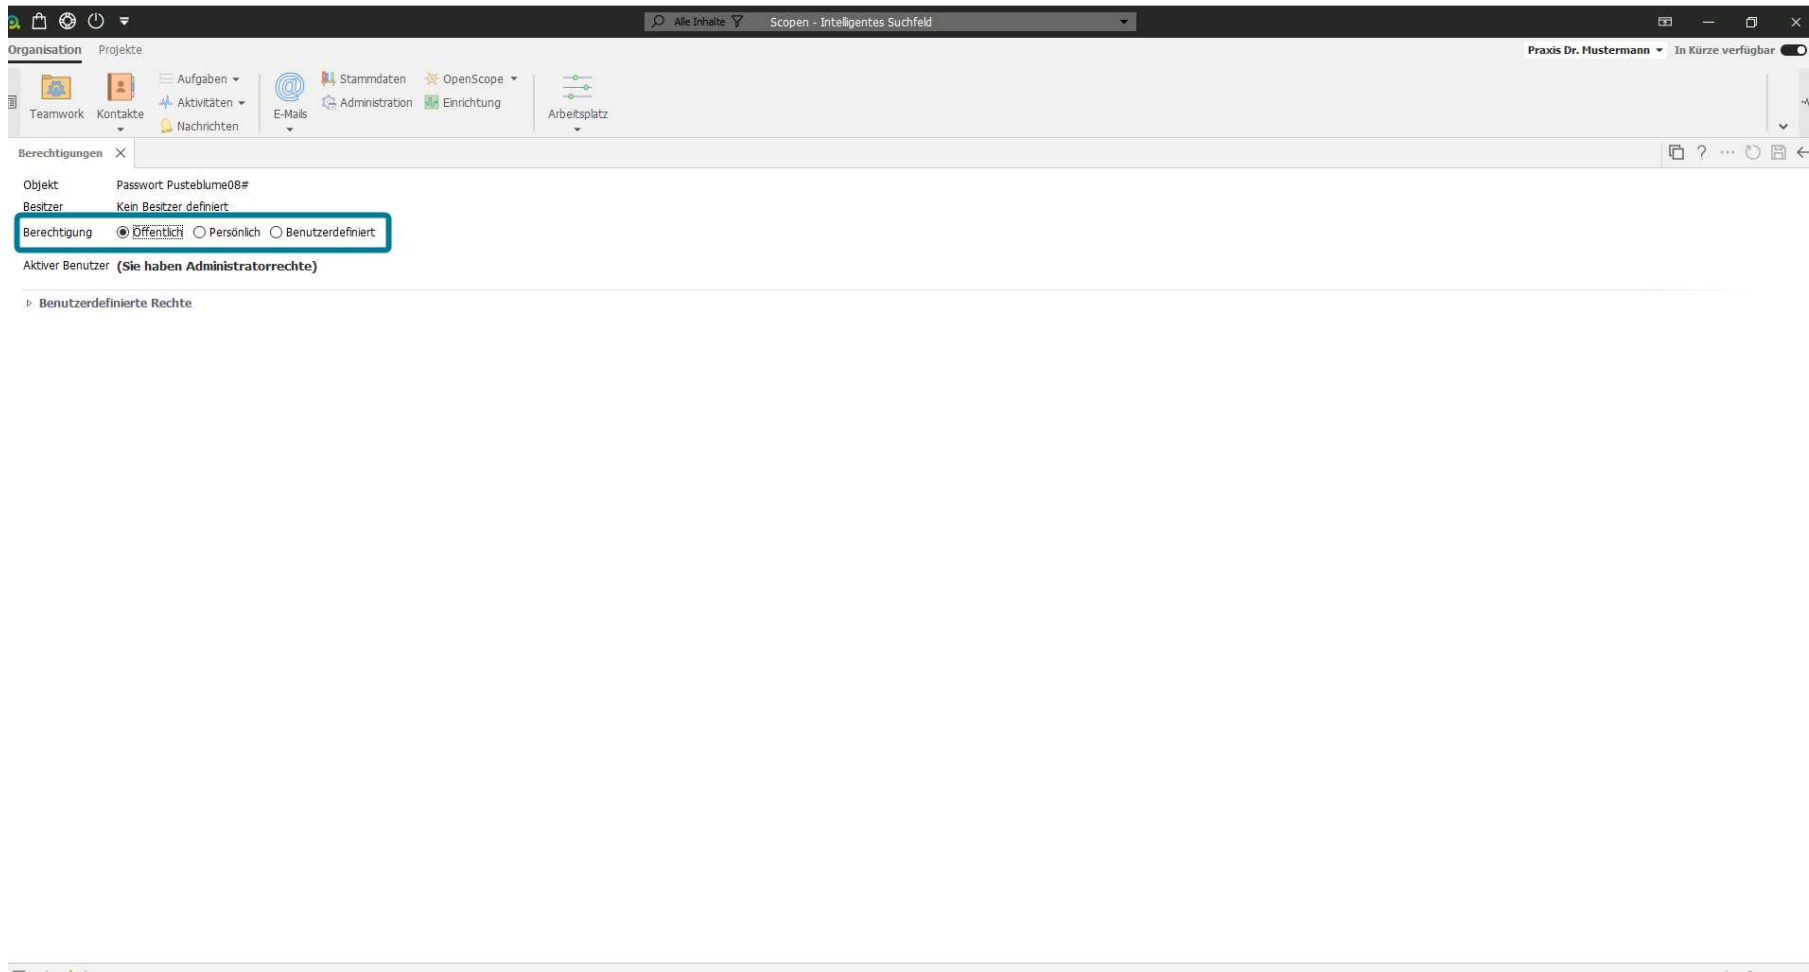 Alle Inhalte Scopen - Intelligentes Suchfeld
Organisation Projekte Praxis Dr. Mustermann In Kürze verfügbar
Teamwork
Kontakte
Aufgaben
Aktivitäten
Nachrichten
E-Mails
Stammdaten
Administration
OpenScope
Einrichtung
Arbeitsplatz
Berechtigungen
Objekt Passwort Pusteblume08#
Besitzer Kein Besitzer definiert
Berechtigung Öffentlich Persönlich Benutzerdefiniert
Aktiver Benutzer (Sie haben Administratorrechte)
Benutzerdefinierte Rechte